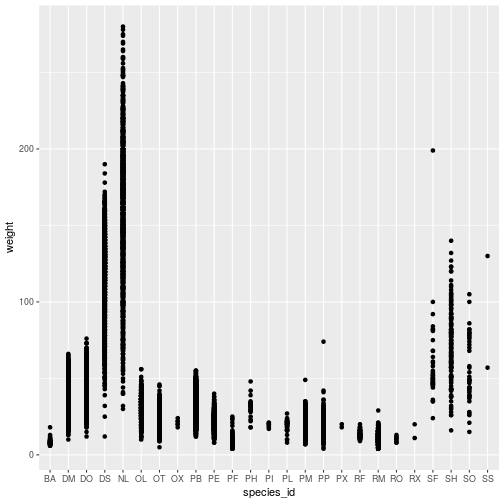 200
100
0
weight
BA DM DO DS NL OL OT OX PB PE PF PH PI PL PM PP PX RF RM RO RX SF SH SO SS
species_id